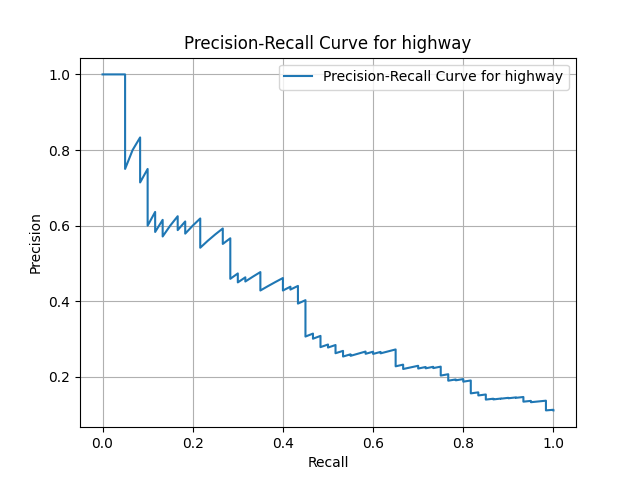 Precision-Recall Curve for highway
Precision-Recall Curve for highway
1.0
0.8
0.6
0.4
0.2
Precision
0.0 0.2 0.4 0.6 0.8 1.0
Recall